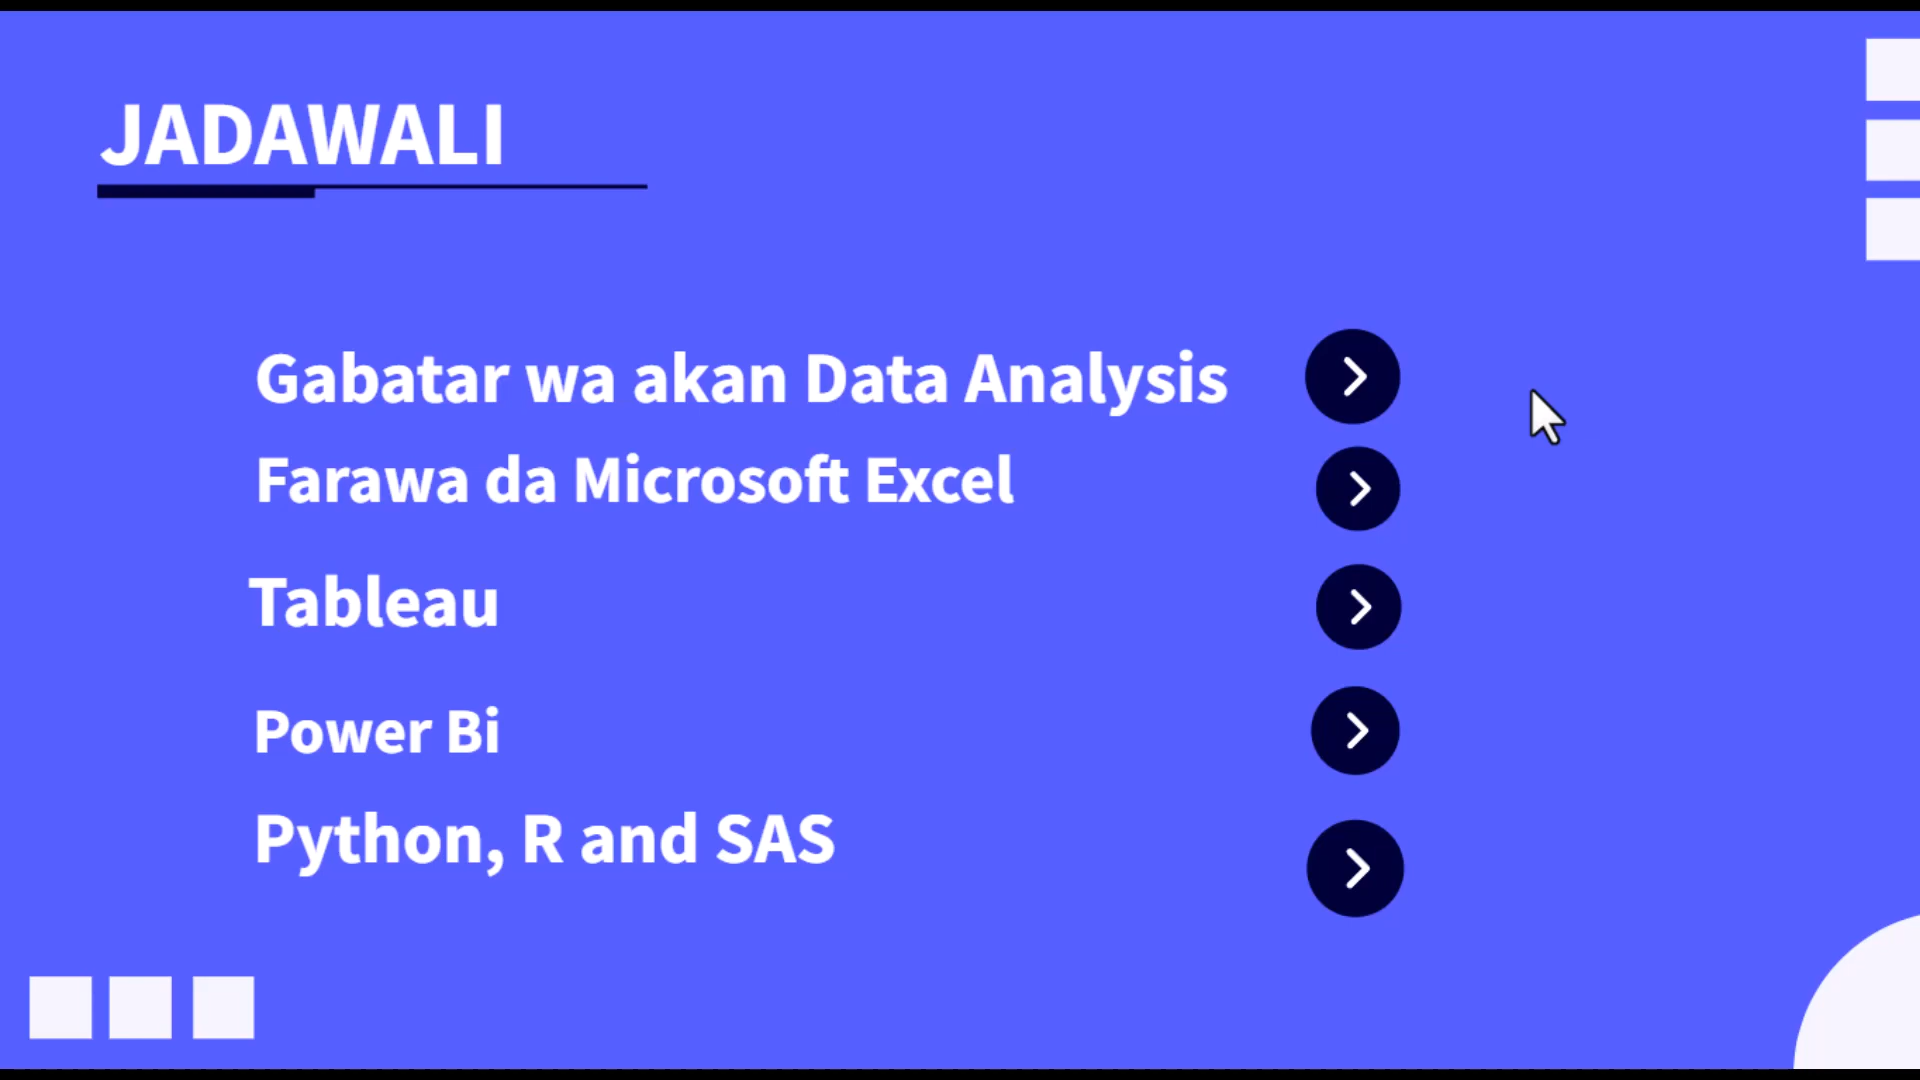 JADAWALI
Gabatar wa akan Data Analysis
Farawa da Microsoft Excel
Tableau
Power Bi
Python, R and SAS